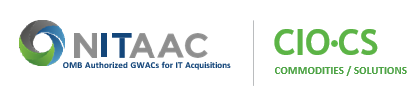 NITAAC
OMB Authorized GWACs for IT Acquisitions
CIO·CS
COMMODITIES / SOLUTIONS